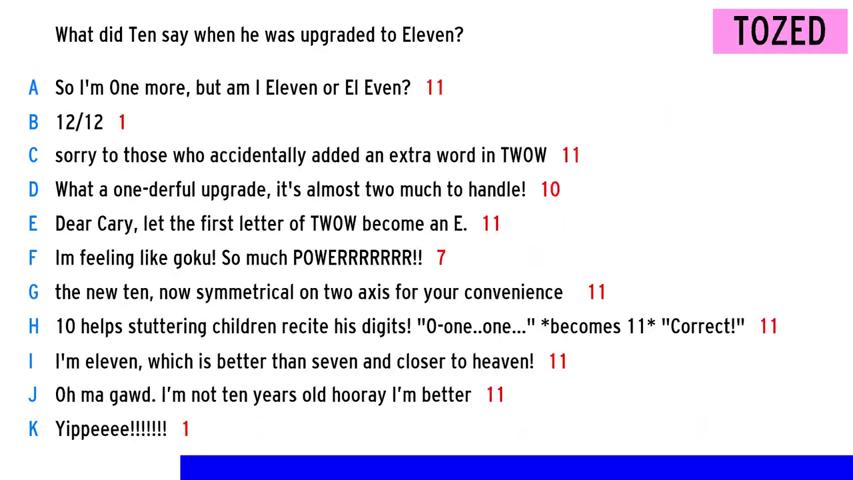 What did Ten say when he was upgraded to Eleven?
TOZED
A So I'm One more, but am I Eleven or El Even? 11
B 12/12 1
C sorry to those who accidentally added an extra word in TWOW 11
D What a one-derful upgrade, it's almost two much to handle! 10
E Dear Cary, let the first letter of TWOW become an E. 11
F Im feeling like goku! So much POWERRRRRRR!! 7
G the new ten, now symmetrical on two axis for your convenience 11
H 10 helps stuttering children recite his digits! "O-one..one..." *becomes 11* "Correct!" 11
I I'm eleven, which is better than seven and closer to heaven! 11
J Oh ma gawd. I'm not ten years old hooray I'm better 11
K Yippeeee!!!!!!! 1